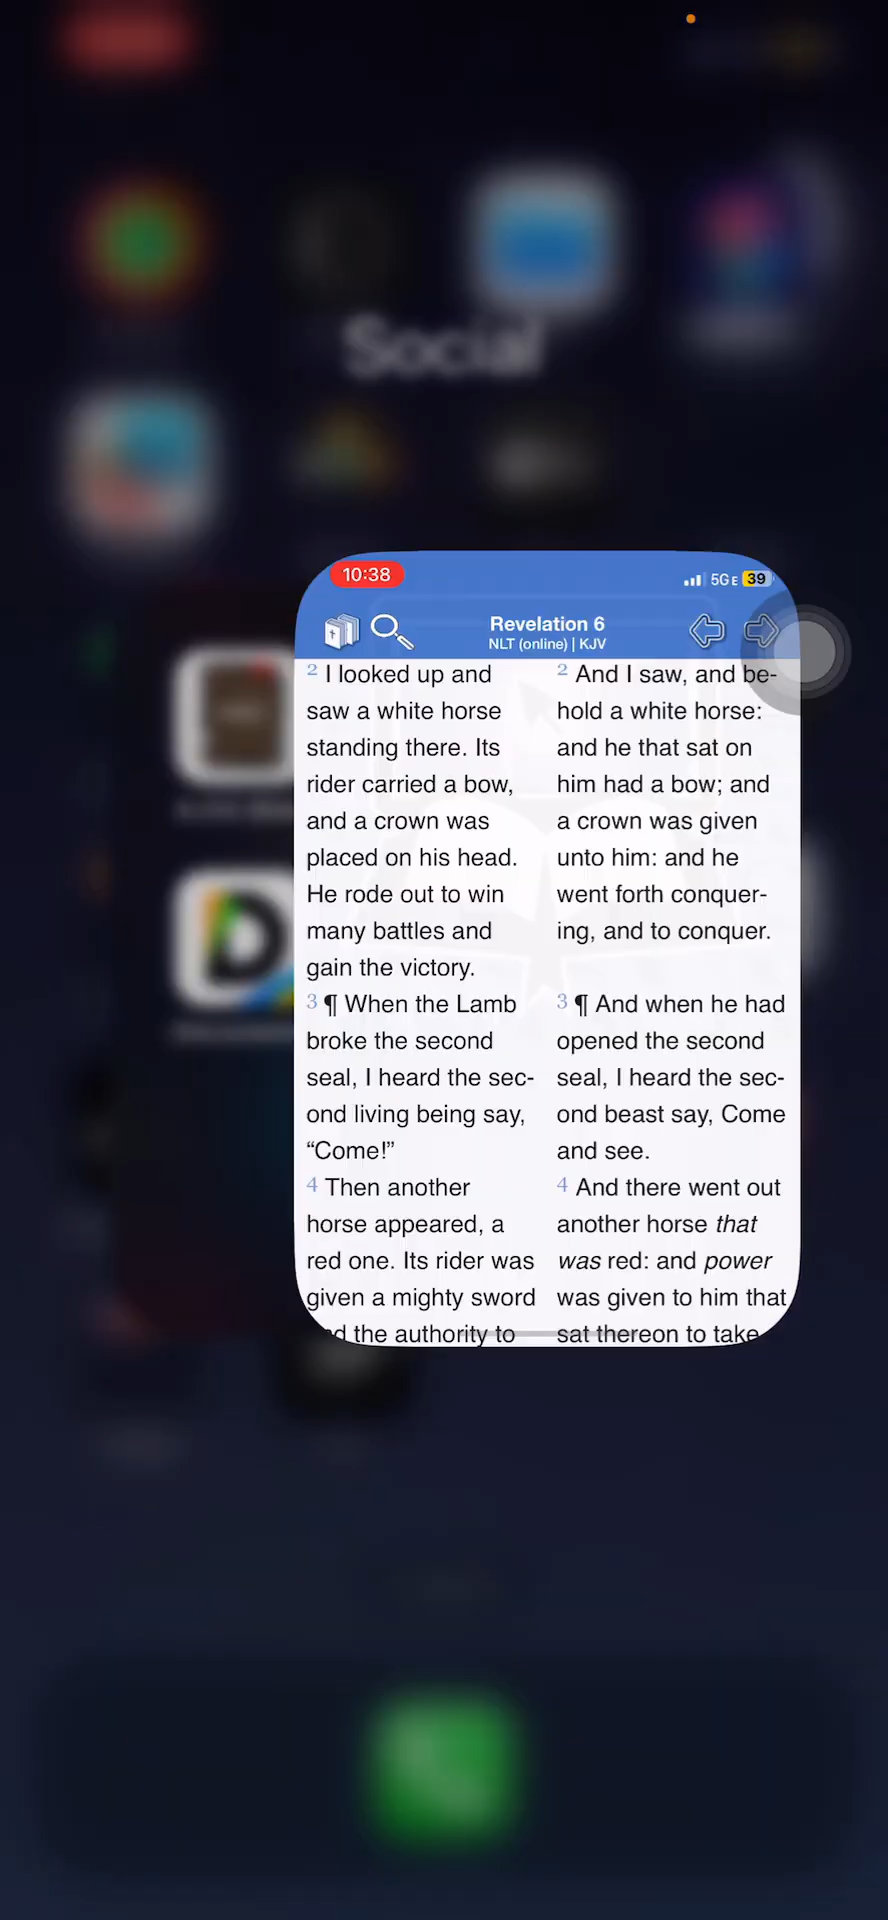 Social
10:38
5GE 39
Revelation 6
NLT (online) | KJV
2 I looked up and
saw a white horse
standing there. Its
rider carried a bow,
and a crown was
placed on his head.
He rode out to win
many battles and
gain the victory.
3 ¶ When the Lamb
broke the second
seal, I heard the sec-
ond living being say,
“Come!”
4 Then another
horse appeared, a
red one. Its rider was
given a mighty sword
the authority to
2 And I saw, and be-
hold a white horse:
and he that sat on
him had a bow; and
a crown was given
unto him: and he
went forth conquer-
ing, and to conquer.
3 ¶ And when he had
opened the second
seal, I heard the sec-
ond beast say, Come
and see.
4 And there went out
another horse that
was red: and power
was given to him that
sat thereon to take